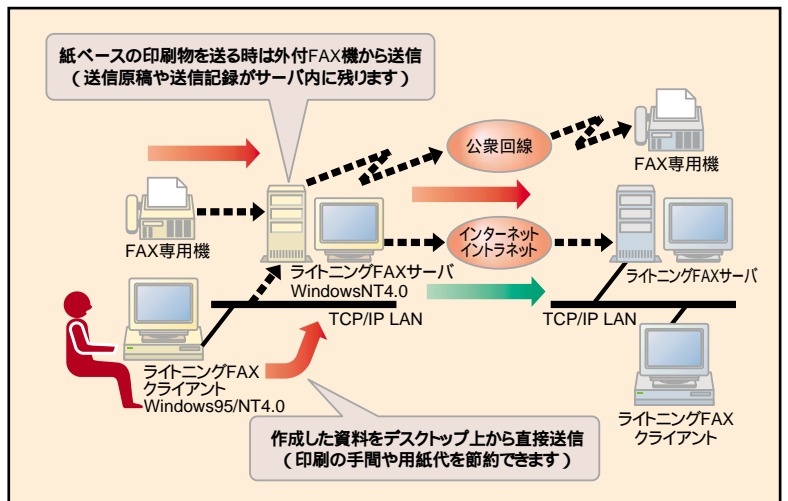 紙ベースの印刷物を送る時は外付FAX機から送信
（送信原稿や送信記録がサーバ内に残ります）
公衆回線
FAX専用機
FAX専用機
インターネット
イントラネット
ライトニングFAXサーバ
WindowsNT4.0
ライトニングFAXサーバ
TCP/IP LAN
TCP/IP LAN
ライトニングFAX
クライアント
Windows95/NT4.0
ライトニングFAX
クライアント
作成した資料をデスクトップ上から直接送信
（印刷の手間や用紙代を節約できます）